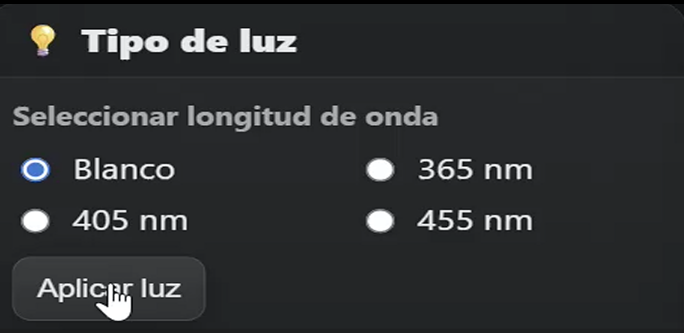 Tipo de luz
Seleccionar longitud de onda
Blanco
365 nm
405 nm
455 nm
Aplicar luz